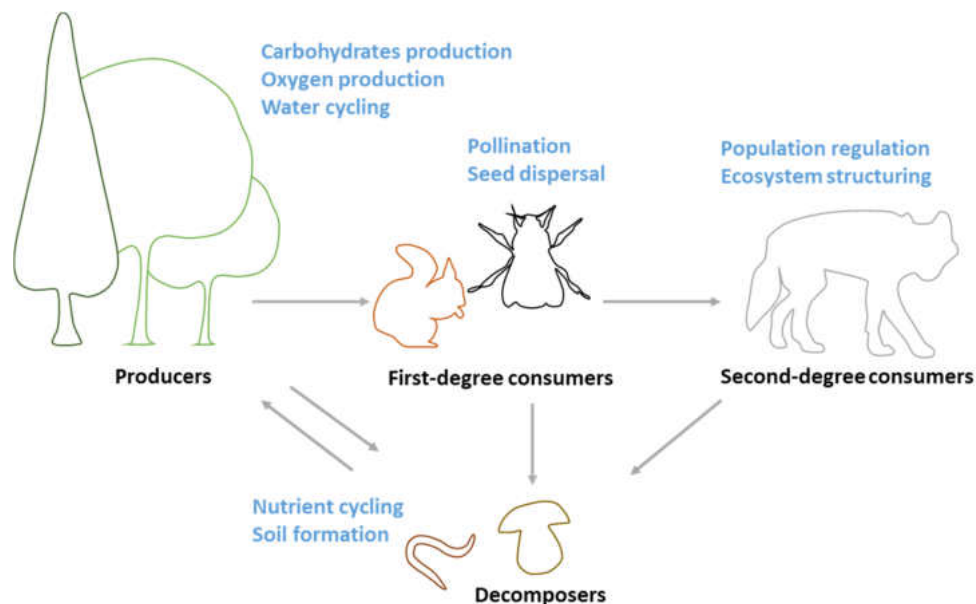 Carbohydrates production
Oxygen production
Water cycling
Pollination
Seed dispersal
Population regulation
Ecosystem structuring
Producers
First-degree consumers
Second-degree consumers
Nutrient cycling
Soil formation
Decomposers